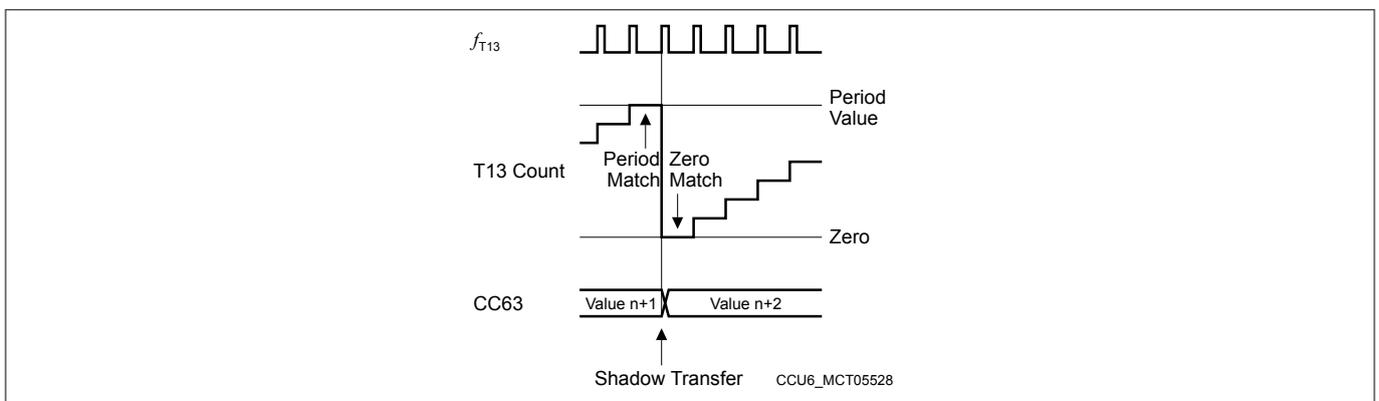 fT13
Period
Value
T13 Count
Period Zero
Match Match
Zero
CC63
Value n+1
Value n+2
Shadow Transfer
CCU6_MCT05528